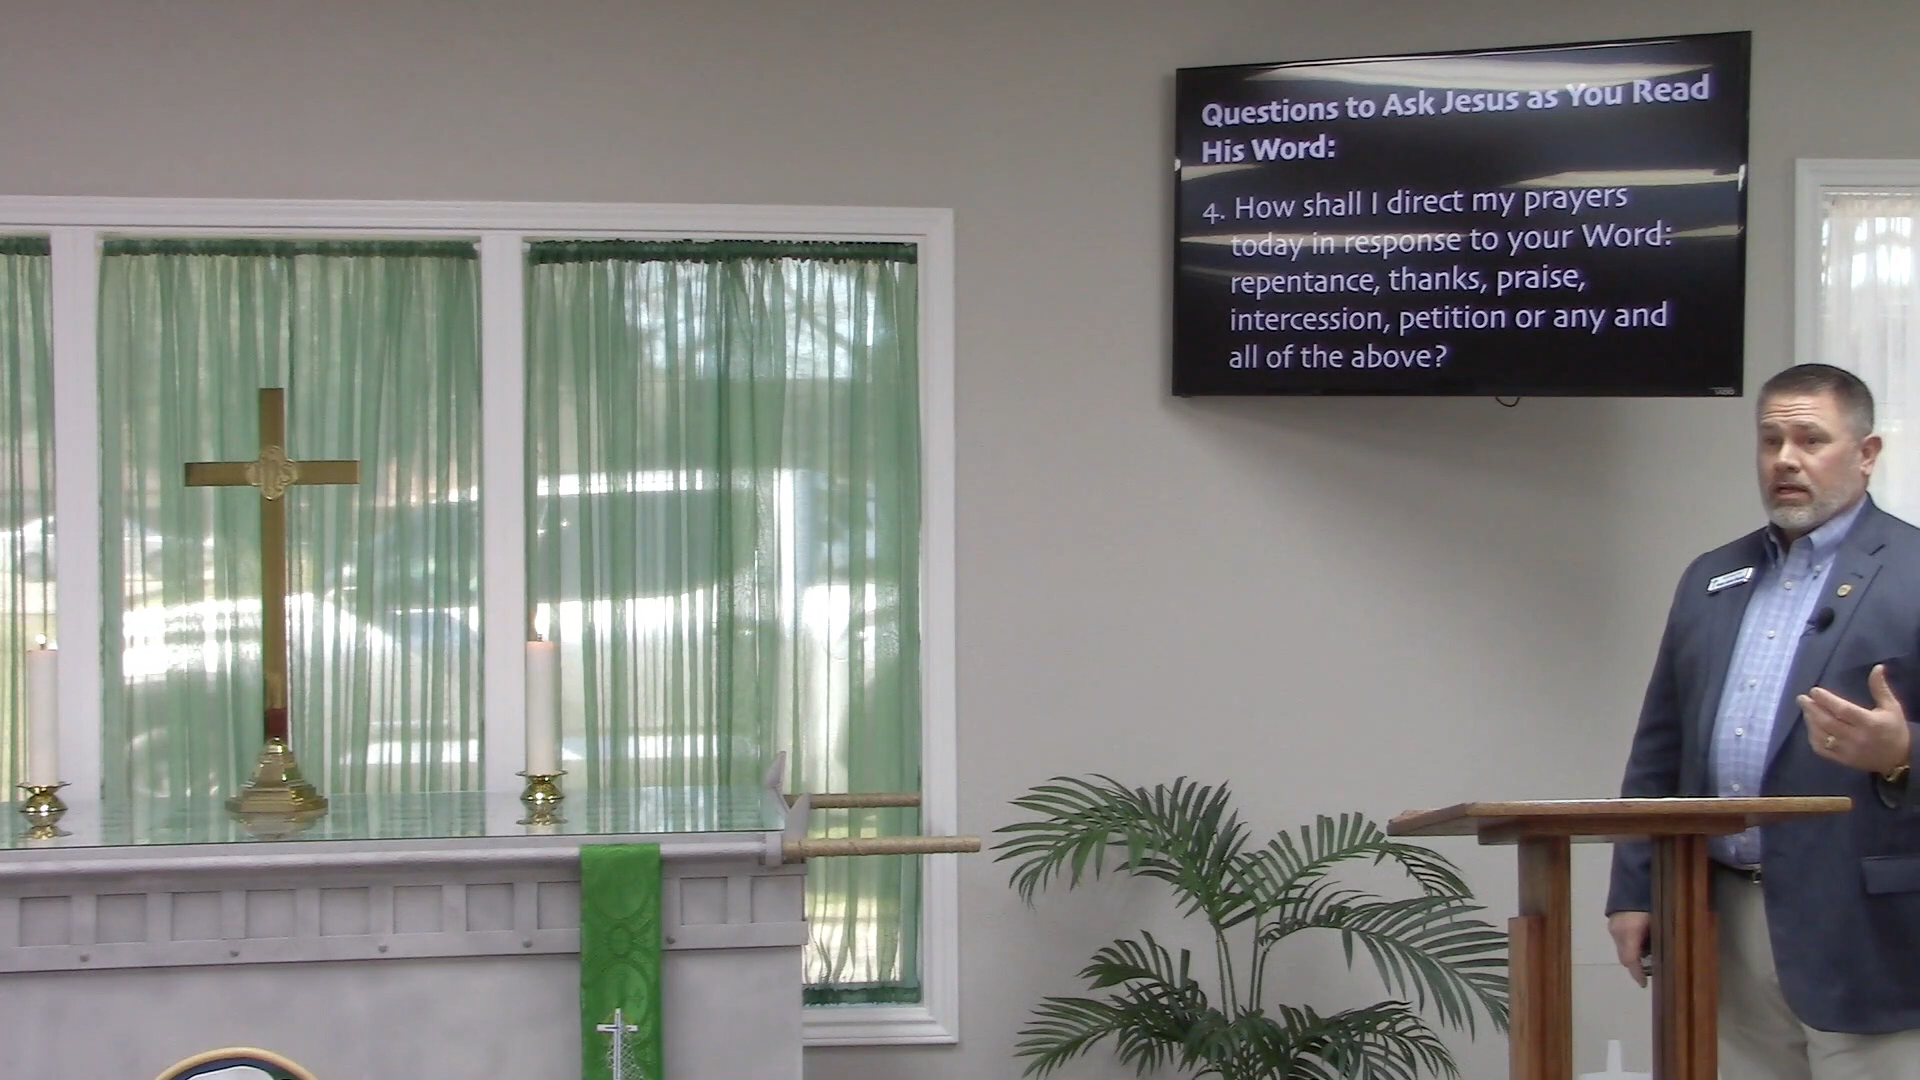 Questions to Ask Jesus as You Read
His Word:
4. How shall I direct my prayers
today in response to your Word:
repentance, thanks, praise,
intercession, petition or any and
all of the above?
IHS